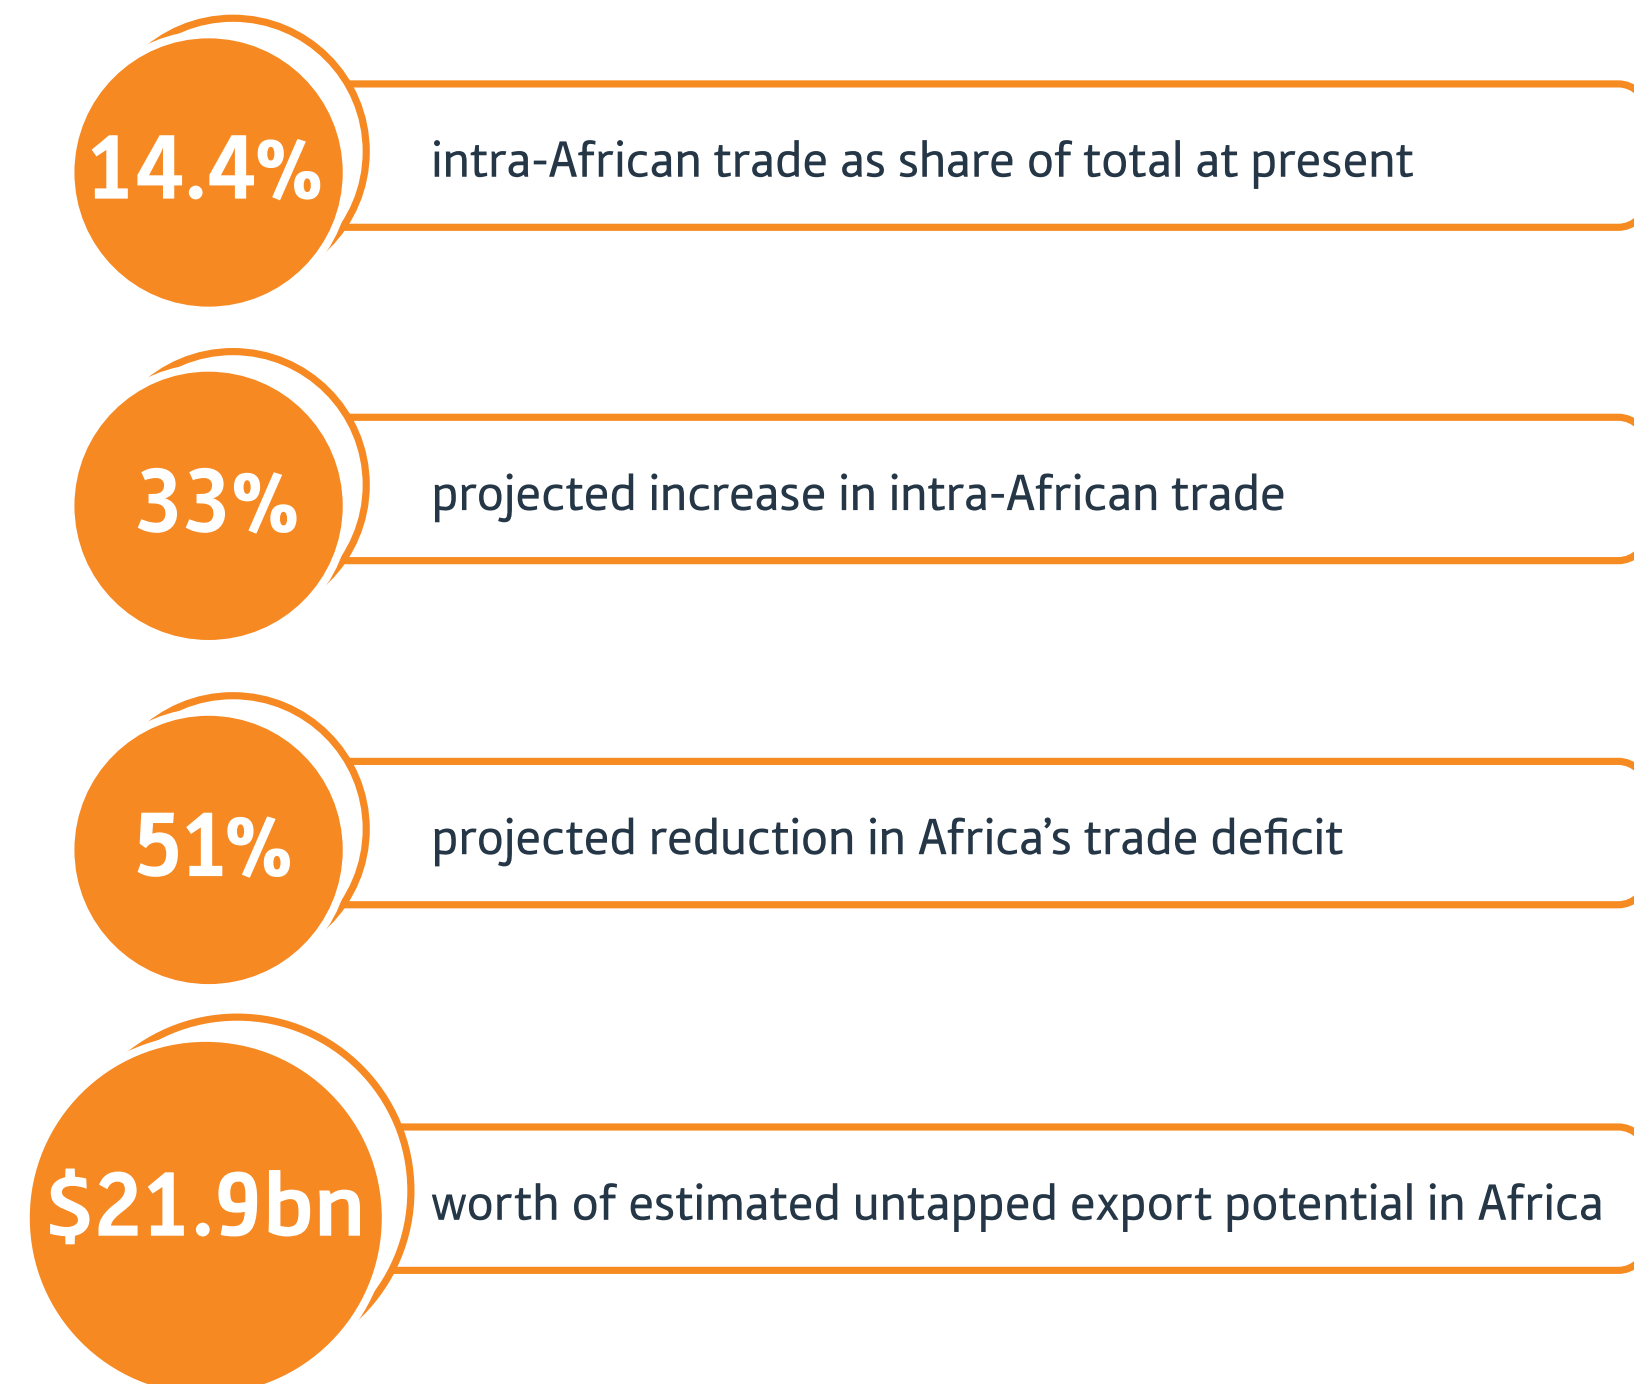 14.4%
intra-African trade as share of total at present
33%
projected increase in intra-African trade
51%
projected reduction in Africa’s trade deficit
$21.9bn
worth of estimated untapped export potential in Africa